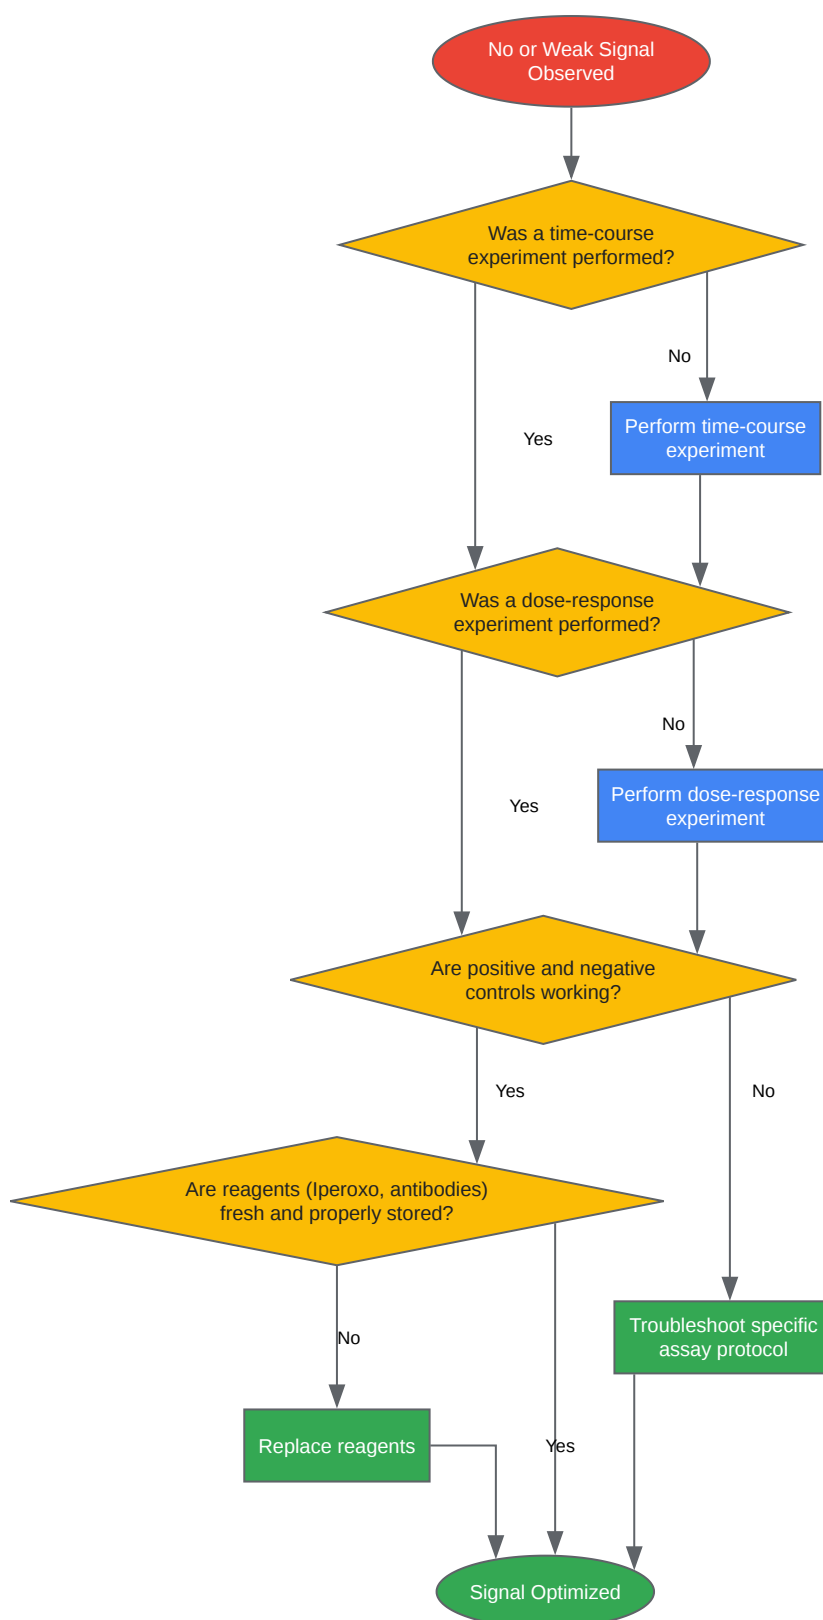 No or Weak Signal
Observed
Was a time-course
experiment performed?
No
Yes
Perform time-course
experiment
Was a dose-response
experiment performed?
No
Yes
Perform dose-response
experiment
Are positive and negative
controls working?
Yes
No
Are reagents (Iperoxo, antibodies)
fresh and properly stored?
Troubleshoot specific
assay protocol
No
Replace reagents
Yes
Signal Optimized